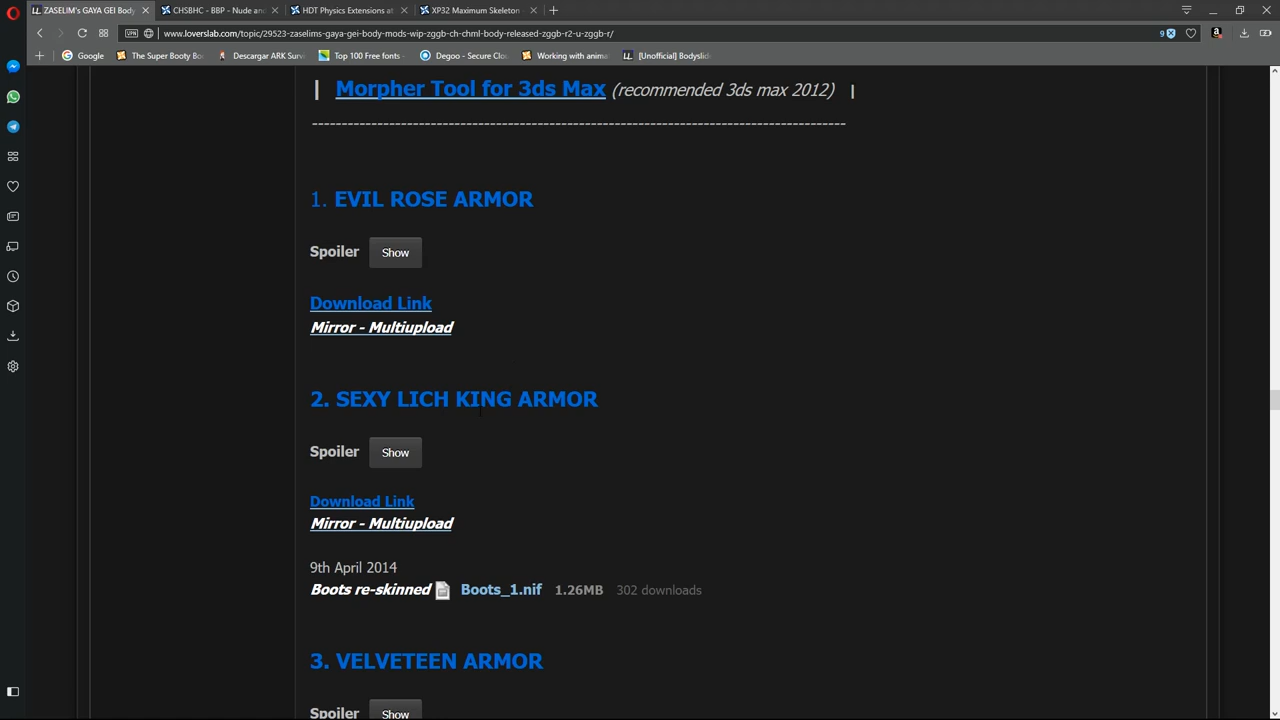 ZASELIM's GAYA GEI Body
CHSBHC - BBP - Nude and
HDT Physics Extensions at
XP32 Maximum Skeleton -
VPN
www.loverslab.com/topic/29523-zaselims-gaya-gei-body-mods-wip-zggb-ch-chml-body-released-zggb-r2-u-zggb-r/
9
Google
The Super Booty Bo
Descargar ARK Surv
Top 100 Free fonts -
Degoo - Secure Clo
Working with anima
[Unofficial] Bodyslid
| Morpher Tool for 3ds Max (recommended 3ds max 2012) |
----------------------------------------------------------------------------------------
1. EVIL ROSE ARMOR
Spoiler Show
Download Link
Mirror - Multiupload
2. SEXY LICH KING ARMOR
Spoiler Show
Download Link
Mirror - Multiupload
9th April 2014
Boots re-skinned Boots_1.nif 1.26MB 302 downloads
3. VELVETEEN ARMOR
Spoiler Show